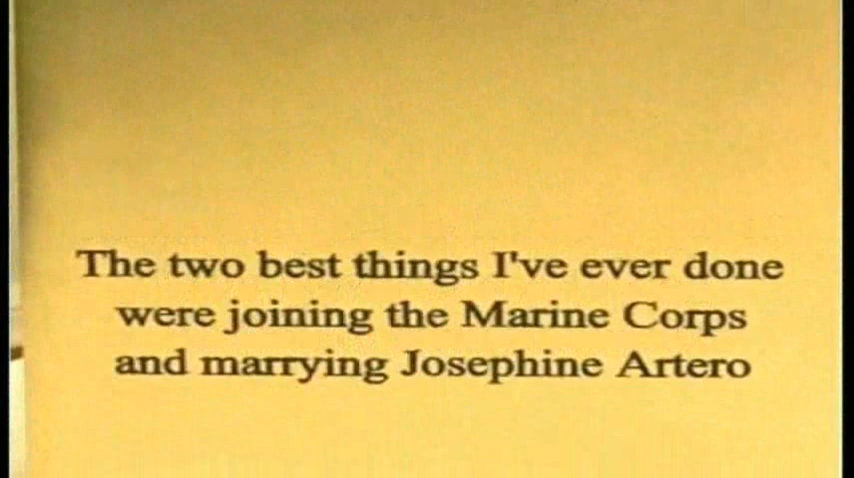 The two best things I've ever done
were joining the Marine Corps
and marrying Josephine Artero